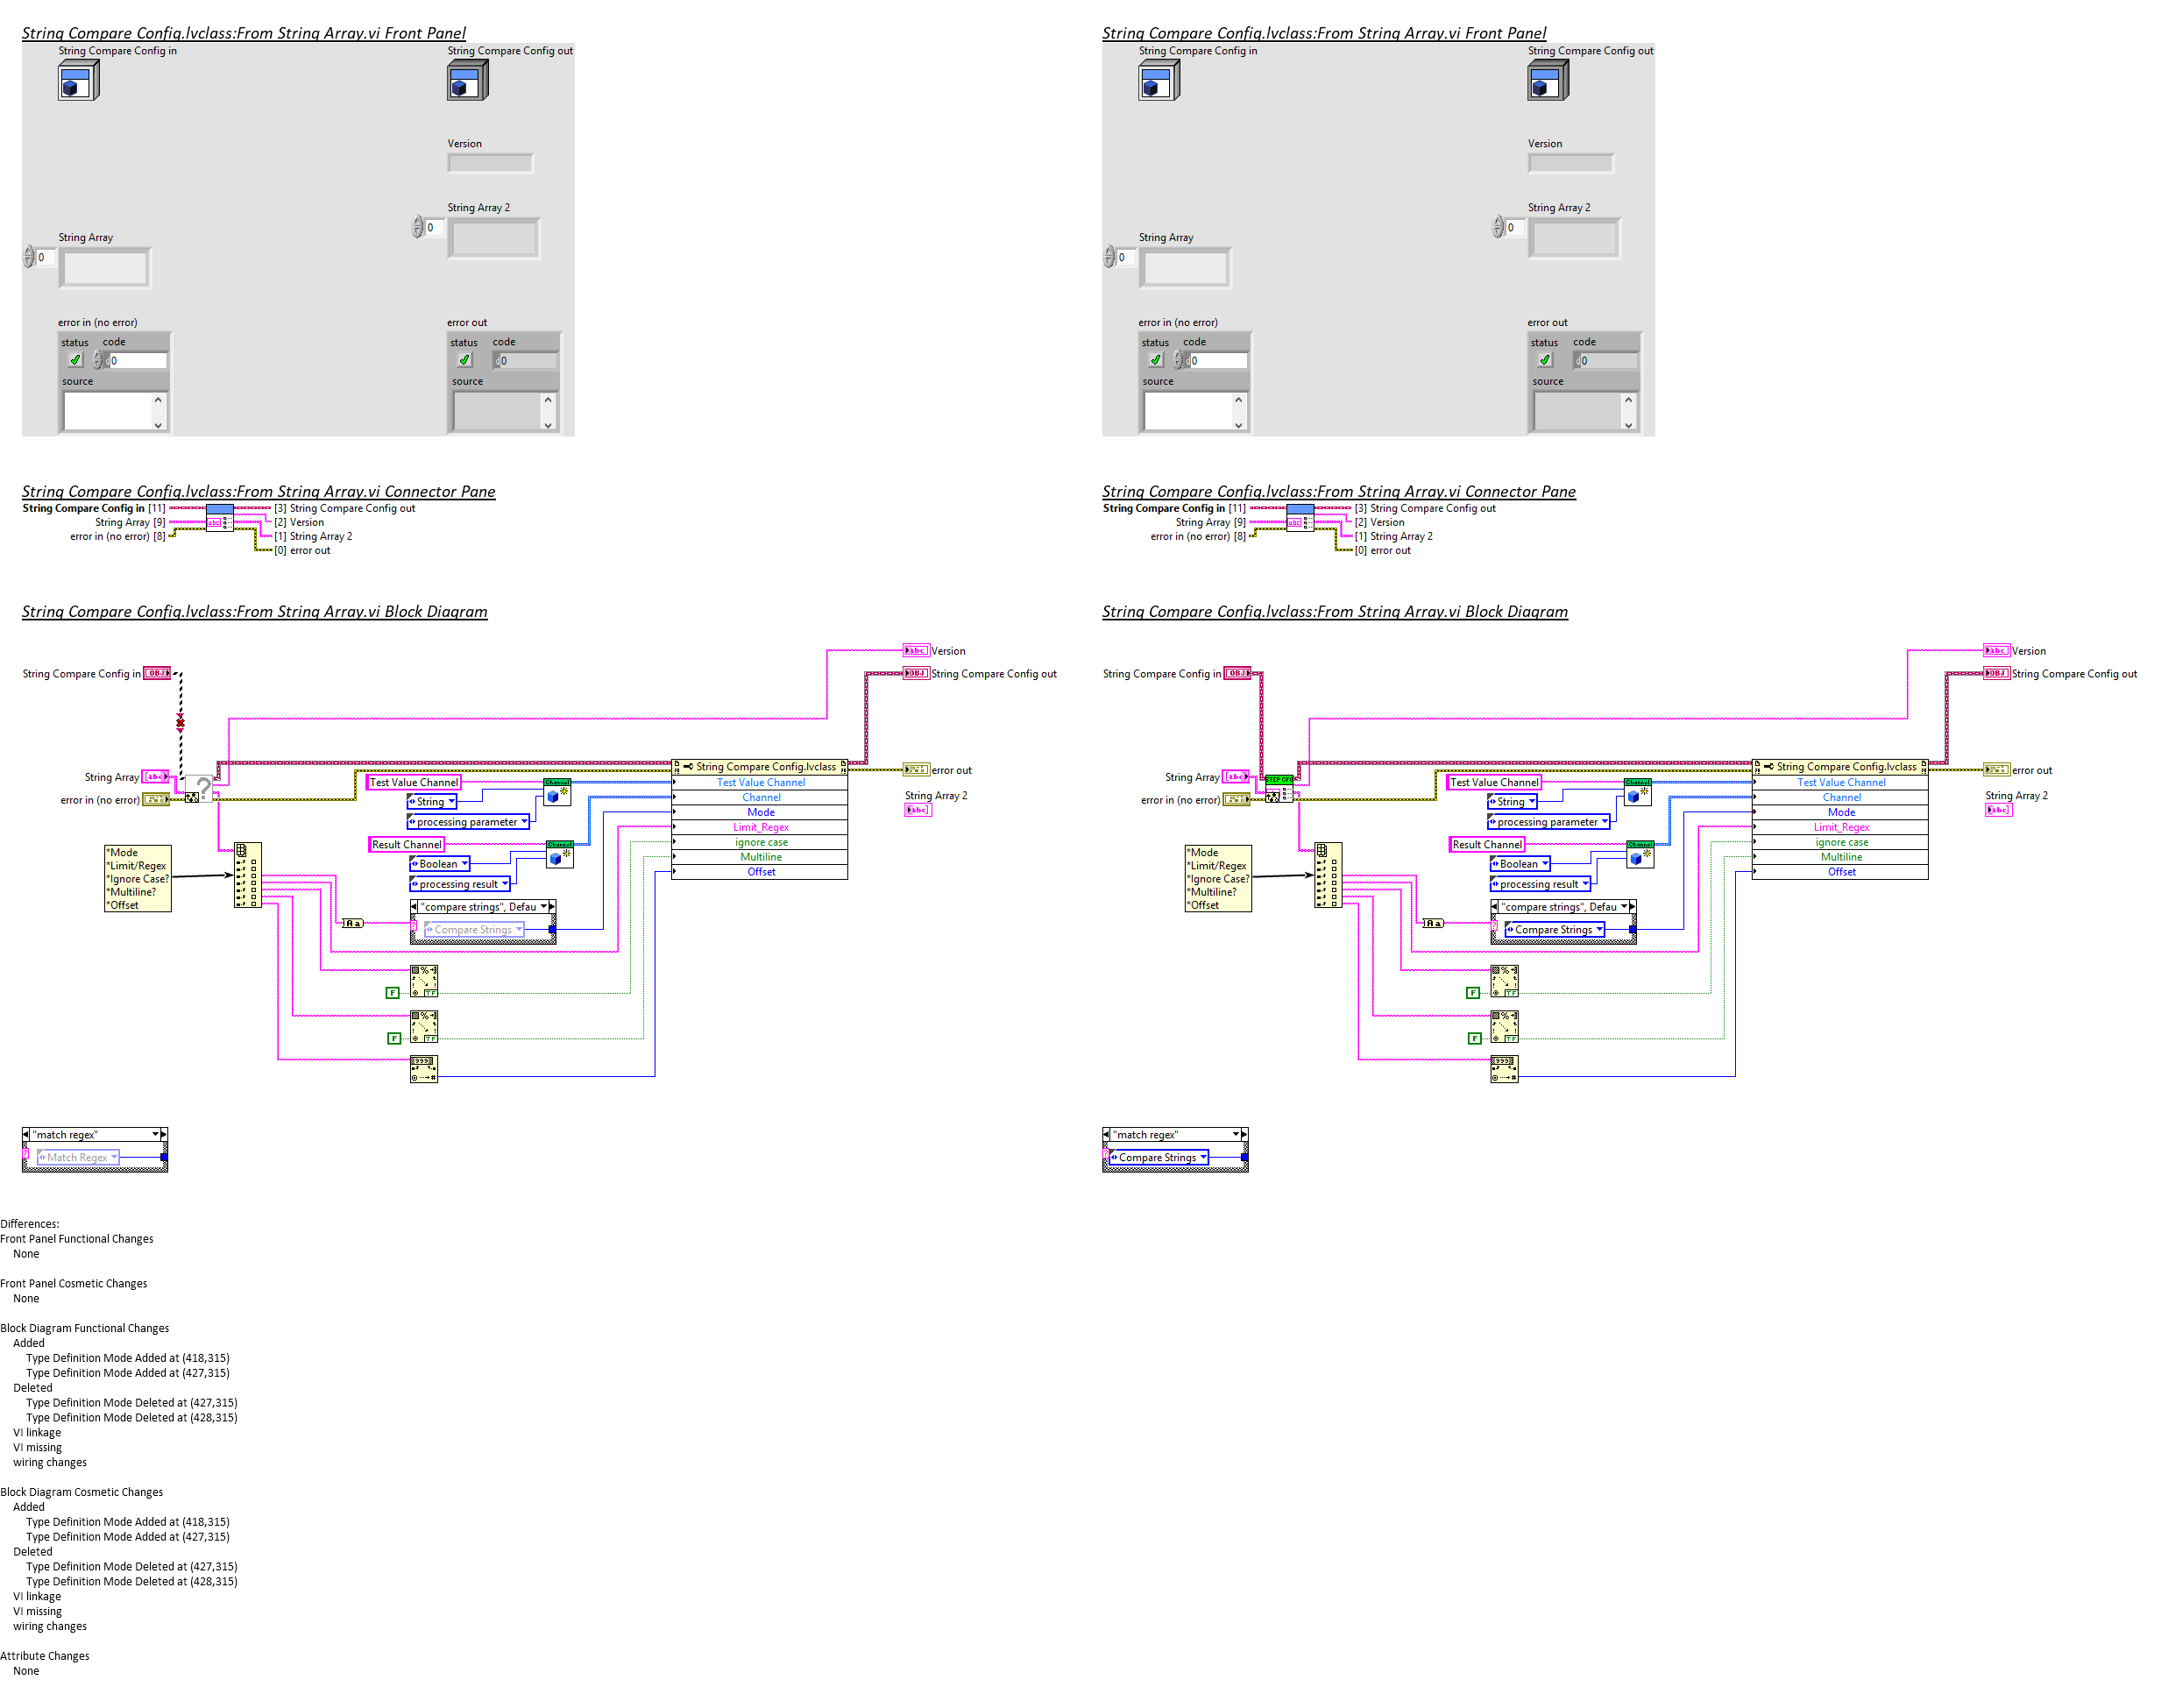 String Compare Config.lvclass:From String Array.vi Front Panel
String Compare Config in
String Compare Config out
Version
String Array 2
0
String Array
0
error in (no error)
status
code
0
source
error out
status
code
0
source
String Compare Config.lvclass:From String Array.vi Connector Pane
String Compare Config in [11]
String Array [9]
error in (no error) [8]
[3] String Compare Config out
[2] Version
[1] String Array 2
[0] error out
String Compare Config.lvclass:From String Array.vi Block Diagram
Version
String Compare Config in
String Compare Config out
String Array
error in (no error)
?
Test Value Channel
String
processing parameter
Channel
Result Channel
Boolean
processing result
Channel
String Compare Config.lvclass
Test Value Channel
Channel
Mode
Limit_Regex
ignore case
Multiline
Offset
error out
String Array 2
*Mode
*Limit/Regex
*Ignore Case?
*Multiline?
*Offset
"compare strings", Defau
Compare Strings
F
F
"match regex"
Match Regex
String Compare Config.lvclass:From String Array.vi Front Panel
String Compare Config in
String Compare Config out
Version
String Array 2
0
String Array
0
error in (no error)
status
code
0
source
error out
status
code
0
source
String Compare Config.lvclass:From String Array.vi Connector Pane
String Compare Config in [11]
String Array [9]
error in (no error) [8]
[3] String Compare Config out
[2] Version
[1] String Array 2
[0] error out
String Compare Config.lvclass:From String Array.vi Block Diagram
Version
String Compare Config in
String Compare Config out
String Array
error in (no error)
STEP CFG
Test Value Channel
String
processing parameter
Channel
Result Channel
Boolean
processing result
Channel
String Compare Config.lvclass
Test Value Channel
Channel
Mode
Limit_Regex
ignore case
Multiline
Offset
error out
String Array 2
*Mode
*Limit/Regex
*Ignore Case?
*Multiline?
*Offset
"compare strings", Defau
Compare Strings
F
F
"match regex"
Compare Strings
Differences:
Front Panel Functional Changes
None
Front Panel Cosmetic Changes
None
Block Diagram Functional Changes
Added
Type Definition Mode Added at (418,315)
Type Definition Mode Added at (427,315)
Deleted
Type Definition Mode Deleted at (427,315)
Type Definition Mode Deleted at (428,315)
VI linkage
VI missing
wiring changes
Block Diagram Cosmetic Changes
Added
Type Definition Mode Added at (418,315)
Type Definition Mode Added at (427,315)
Deleted
Type Definition Mode Deleted at (427,315)
Type Definition Mode Deleted at (428,315)
VI linkage
VI missing
wiring changes
Attribute Changes
None